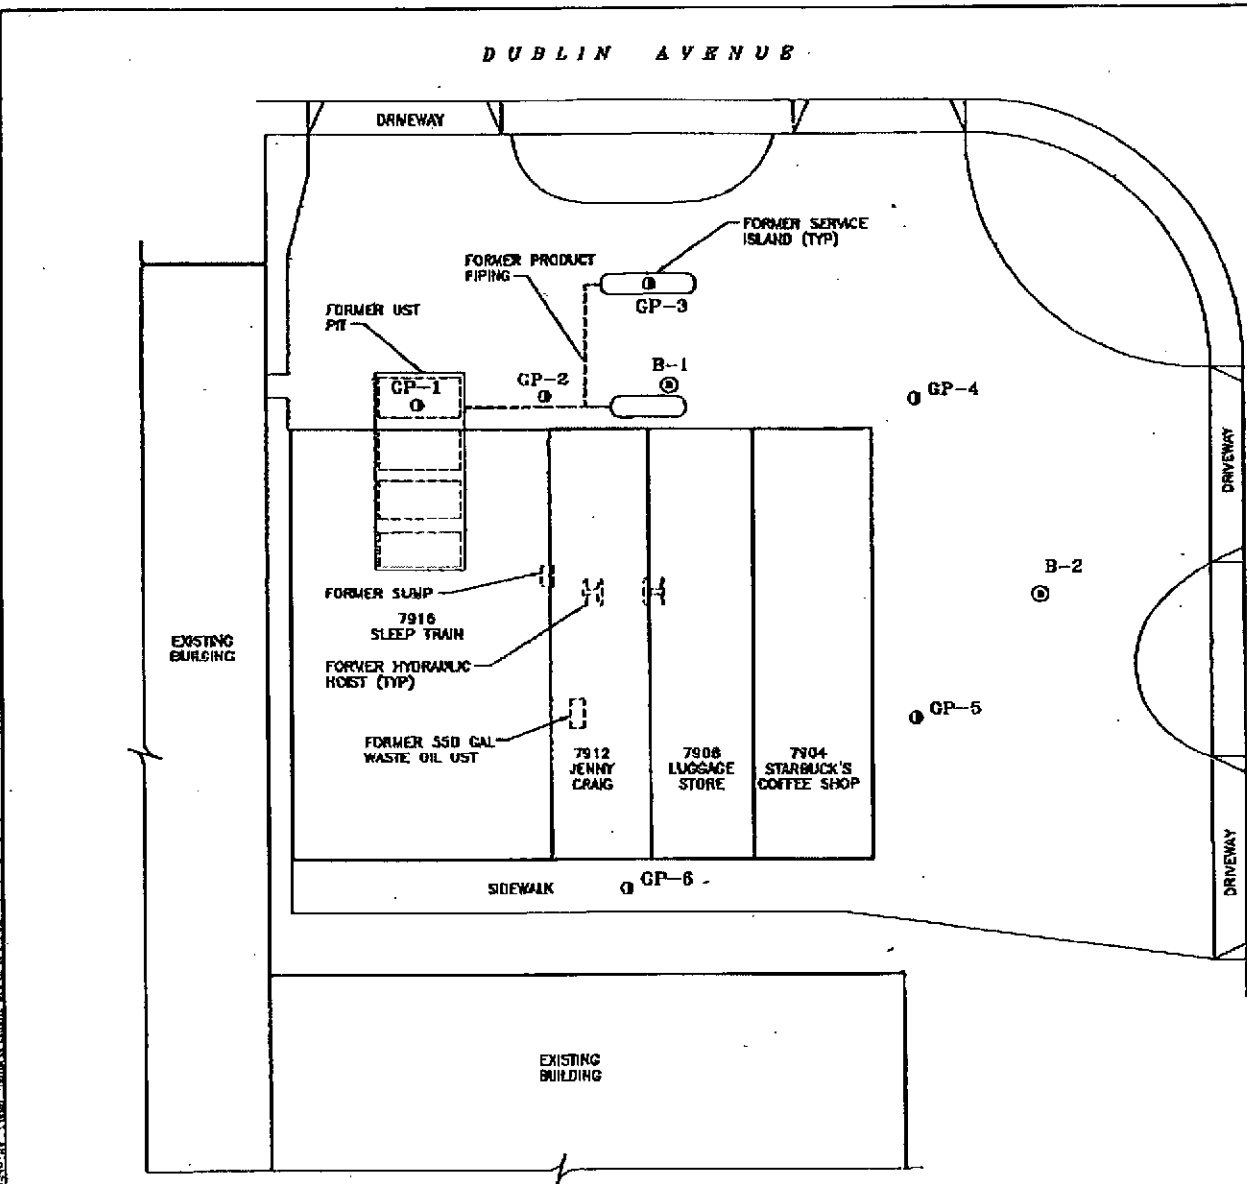 DUBLIN AVENUE
DRIVEWAY
FORMER SERVICE
ISLAND (TYP)
FORMER PRODUCT
PIPING
GP-3
FORMER UST
PIT
B-1
GP-2
GP-1
GP-4
DRIVEWAY
B-2
FORMER SUMP
7916
SLEEP TRAIN
EXISTING
BUILDING
FORMER HYDRAULIC
HOIST (TYP)
GP-5
FORMER 550 GAL
WASTE OIL UST
7912
JENNY
CRAIG
7908
LUGGAGE
STORE
7904
STARBUCK'S
COFFEE SHOP
DRIVEWAY
SIDEWALK
GP-6
EXISTING
BUILDING